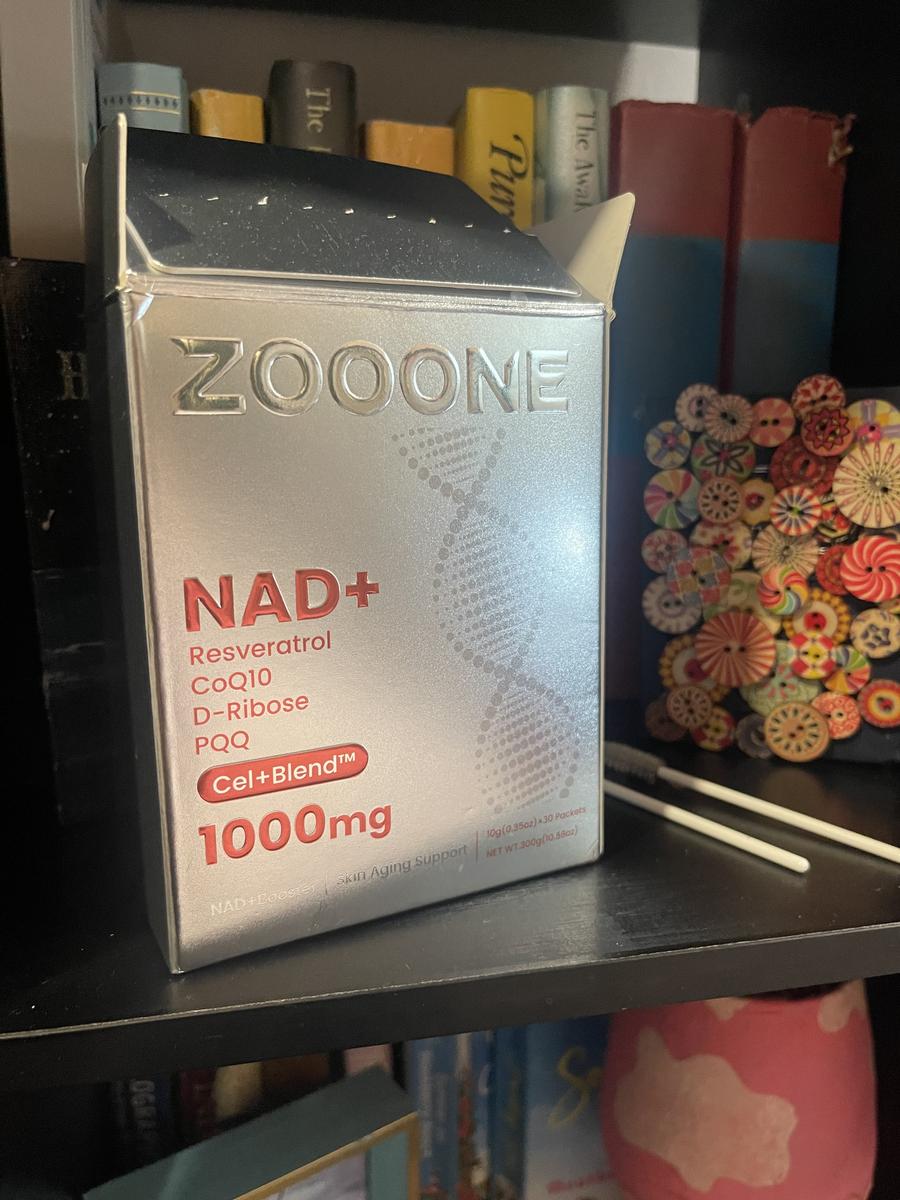 The
Pur
The Awak
ZOOONE
NAD+
Resveratrol
CoQ10
D-Ribose
PQQ
Cel+Blend™
1000mg
NAD+Booster | Skin Aging Support | 10g(0.35oz)×30 Packets
NET WT.300g(10.58oz)